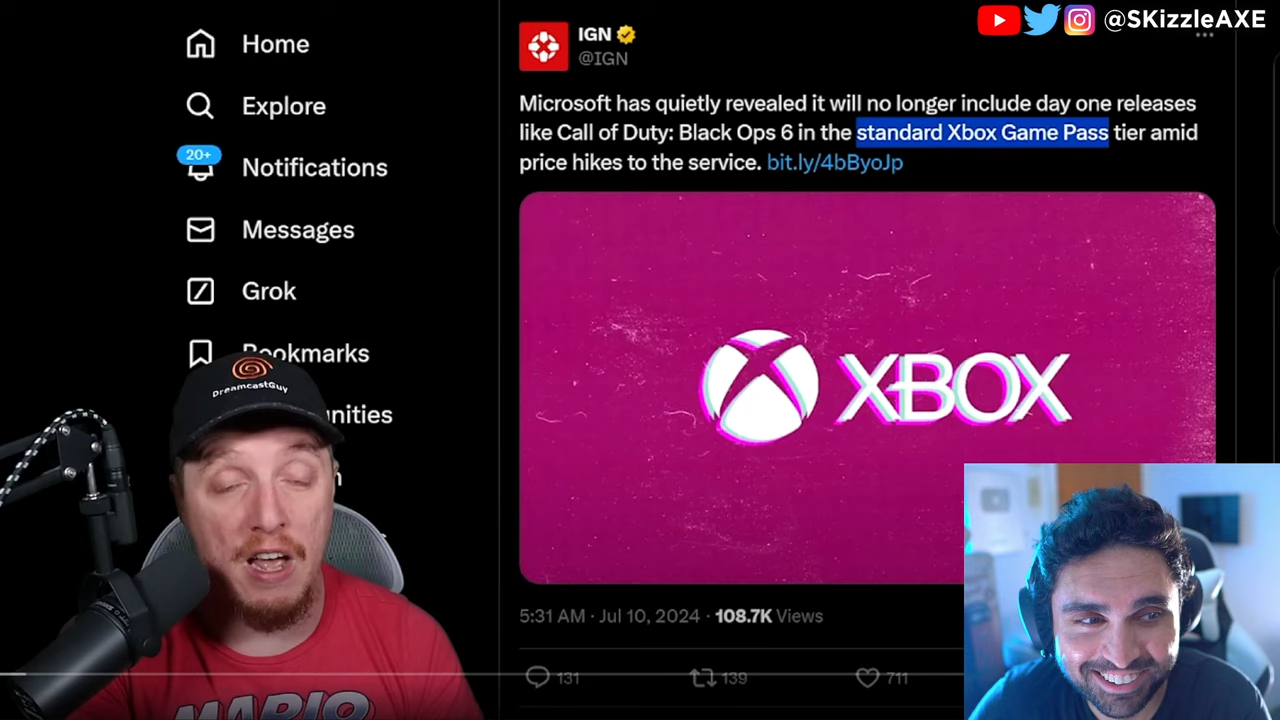 @SKizzleAXE
Home
Explore
20+
Notifications
Messages
Grok
Bookmarks
unities
DreamcastGuy
MARIO
IGN
@IGN
Microsoft has quietly revealed it will no longer include day one releases
like Call of Duty: Black Ops 6 in the standard Xbox Game Pass tier amid
price hikes to the service. bit.ly/4bByoJp
XBOX
5:31 AM · Jul 10, 2024 · 108.7K Views
131 139 711